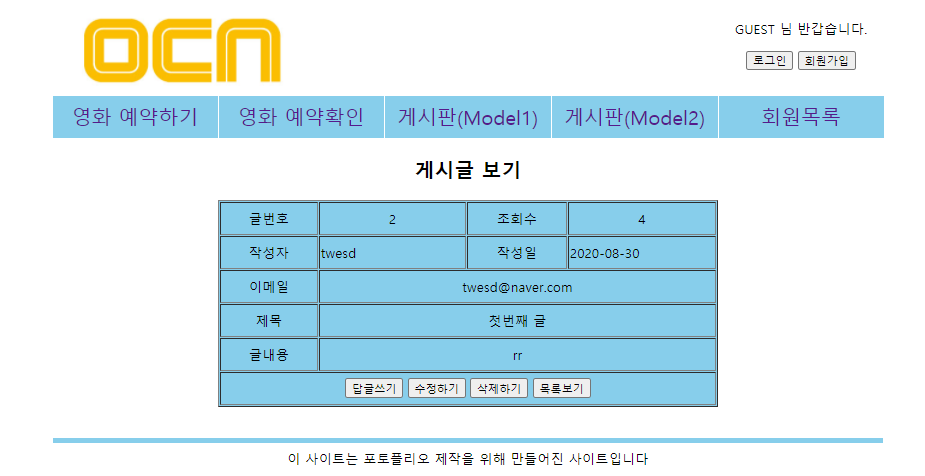 OCN
GUEST 님 반갑습니다.
로그인 회원가입
영화 예약하기 영화 예약확인 게시판(Model1) 게시판(Model2) 회원목록
게시글 보기
글번호 2 조회수 4
작성자 twesd 작성일 2020-08-30
이메일 twesd@naver.com
제목 첫번째 글
글내용 rr
답글쓰기 수정하기 삭제하기 목록보기
이 사이트는 포토폴리오 제작을 위해 만들어진 사이트입니다